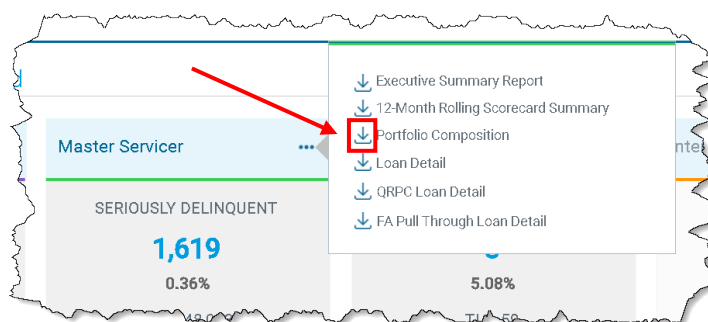 Executive Summary Report
12-Month Rolling Scorecard Summary
Portfolio Composition
Loan Detail
QRPC Loan Detail
FA Pull Through Loan Detail
Master Servicer
SERIOUSLY DELINQUENT
1,619
0.36%
5.08%